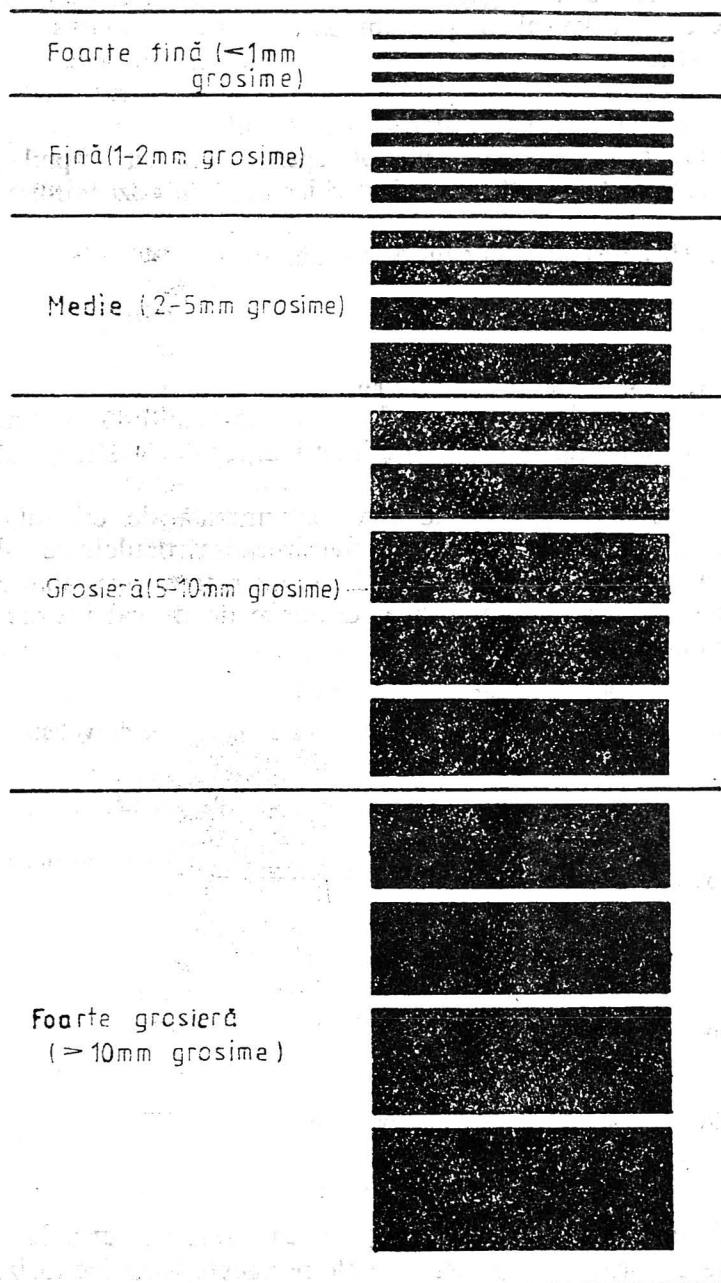 Foarte fină (<1mm
grosime)
Fină(1-2mm grosime)
Medie (2-5mm grosime)
Grosieră(5-10mm grosime)
Foarte grosieră
(>10mm grosime)